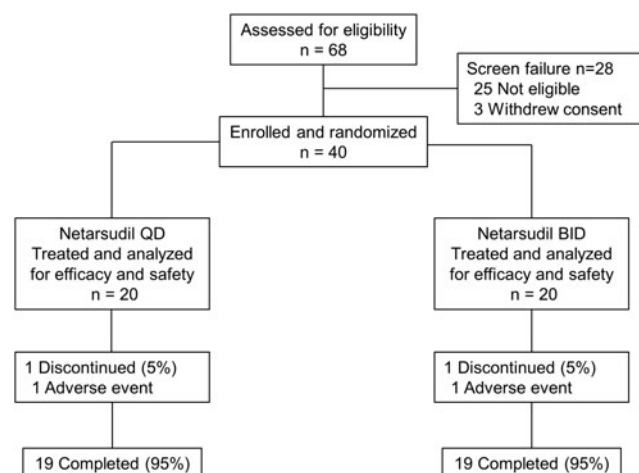 Assessed for eligibility
n = 68
Screen failure n=28
25 Not eligible
3 Withdrew consent
Enrolled and randomized
n = 40
Netarsudil QD
Treated and analyzed
for efficacy and safety
n = 20
Netarsudil BID
Treated and analyzed
for efficacy and safety
n = 20
1 Discontinued (5%)
1 Adverse event
1 Discontinued (5%)
1 Adverse event
19 Completed (95%)
19 Completed (95%)